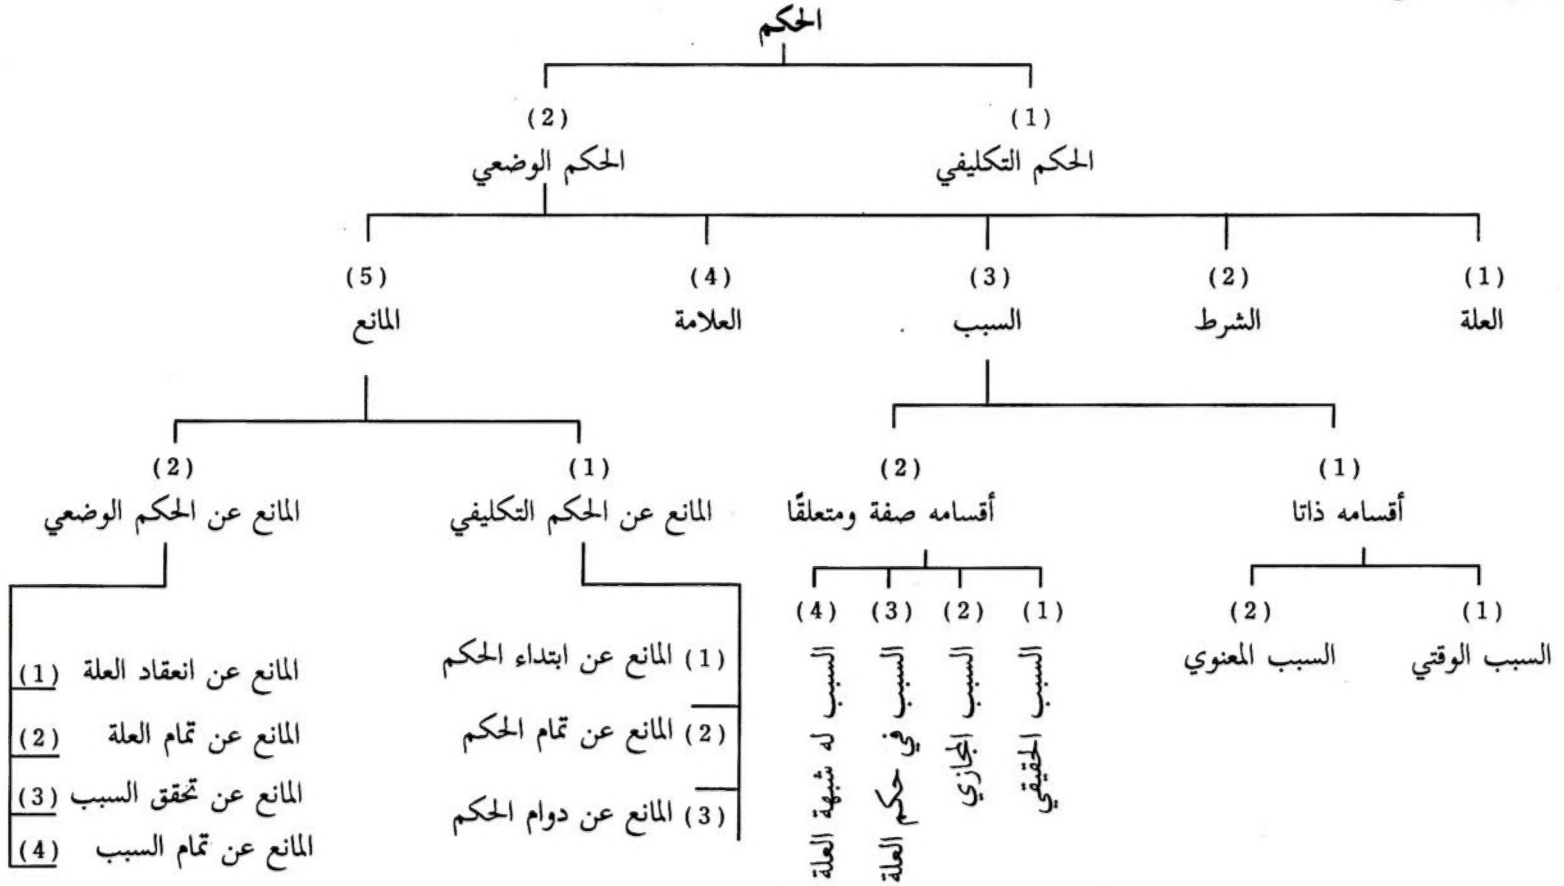 الحكم
(1) (2)
الحكم التكليفي الحكم الوضعي
(1) (2) (3) (4) (5)
العلة الشرط السبب العلامة المانع
(1) (2) (1) (2)
أقسامه ذاتا أقسامه صفة ومتعلقًا المانع عن الحكم التكليفي المانع عن الحكم الوضعي
(1) (2)
السبب الوقتي السبب المعنوي
(1) (2) (3) (4)
السبب الحقيقي
السبب المجازي
السبب في حكم العلة
السبب له شبهة العلة
(1) المانع عن ابتداء الحكم
(2) المانع عن تمام الحكم
(3) المانع عن دوام الحكم
المانع عن انعقاد العلة (1)
المانع عن تمام العلة (2)
المانع عن تحقق السبب (3)
المانع عن تمام السبب (4)